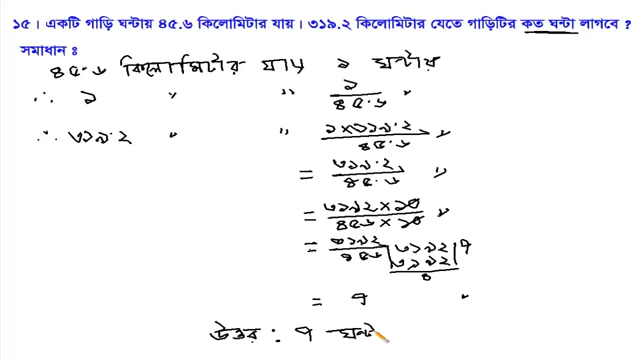 ১৫। একটি গাড়ি ঘন্টায় ৪৫.৬ কিলোমিটার যায়। ৩১৯.২ কিলোমিটার যেতে গাড়িটির কত ঘন্টা লাগবে ?
সমাধান :
৪৫.৬ কিলোমিটার যায় ১ ঘন্টায়
∴ ১ " " ১/৪৫.৬ "
∴ ৩১৯.২ " " ১×৩১৯.২/৪৫.৬ "
= ৩১৯.২/৪৫.৬ "
= ৩১৯২×১০/৪৫৬×১০ "
= ৩১৯২/৪৫৬ ৩১৯২ ৭
৩১৯২
০
= ৭ "
উত্তর : ৭ ঘন্টা